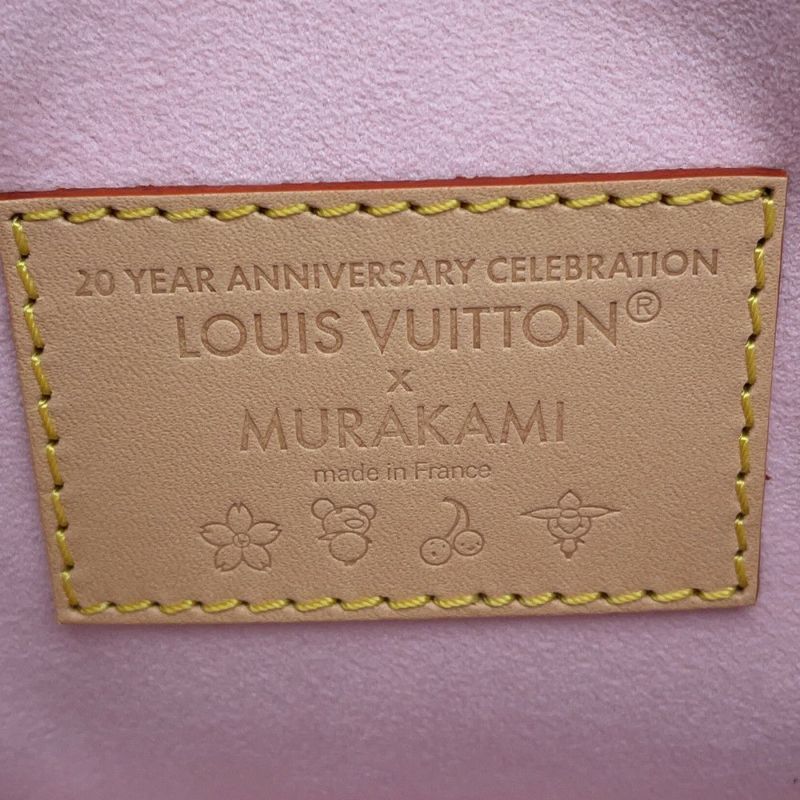 20 YEAR ANNIVERSARY CELEBRATION
LOUIS VUITTON®
x
MURAKAMI
made in France